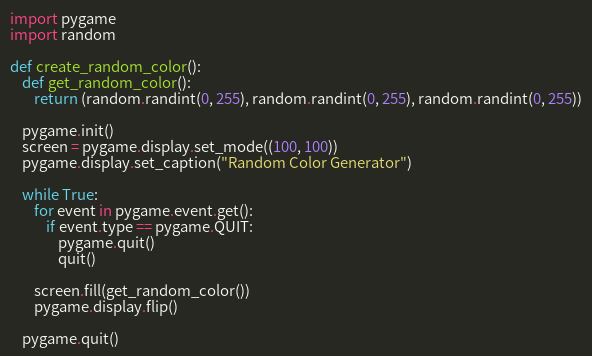 import pygame
import random

def create_random_color():
    def get_random_color():
        return (random.randint(0, 255), random.randint(0, 255), random.randint(0, 255))

    pygame.init()
    screen = pygame.display.set_mode((100, 100))
    pygame.display.set_caption("Random Color Generator")

    while True:
        for event in pygame.event.get():
            if event.type == pygame.QUIT:
                pygame.quit()
                quit()

        screen.fill(get_random_color())
        pygame.display.flip()

    pygame.quit()